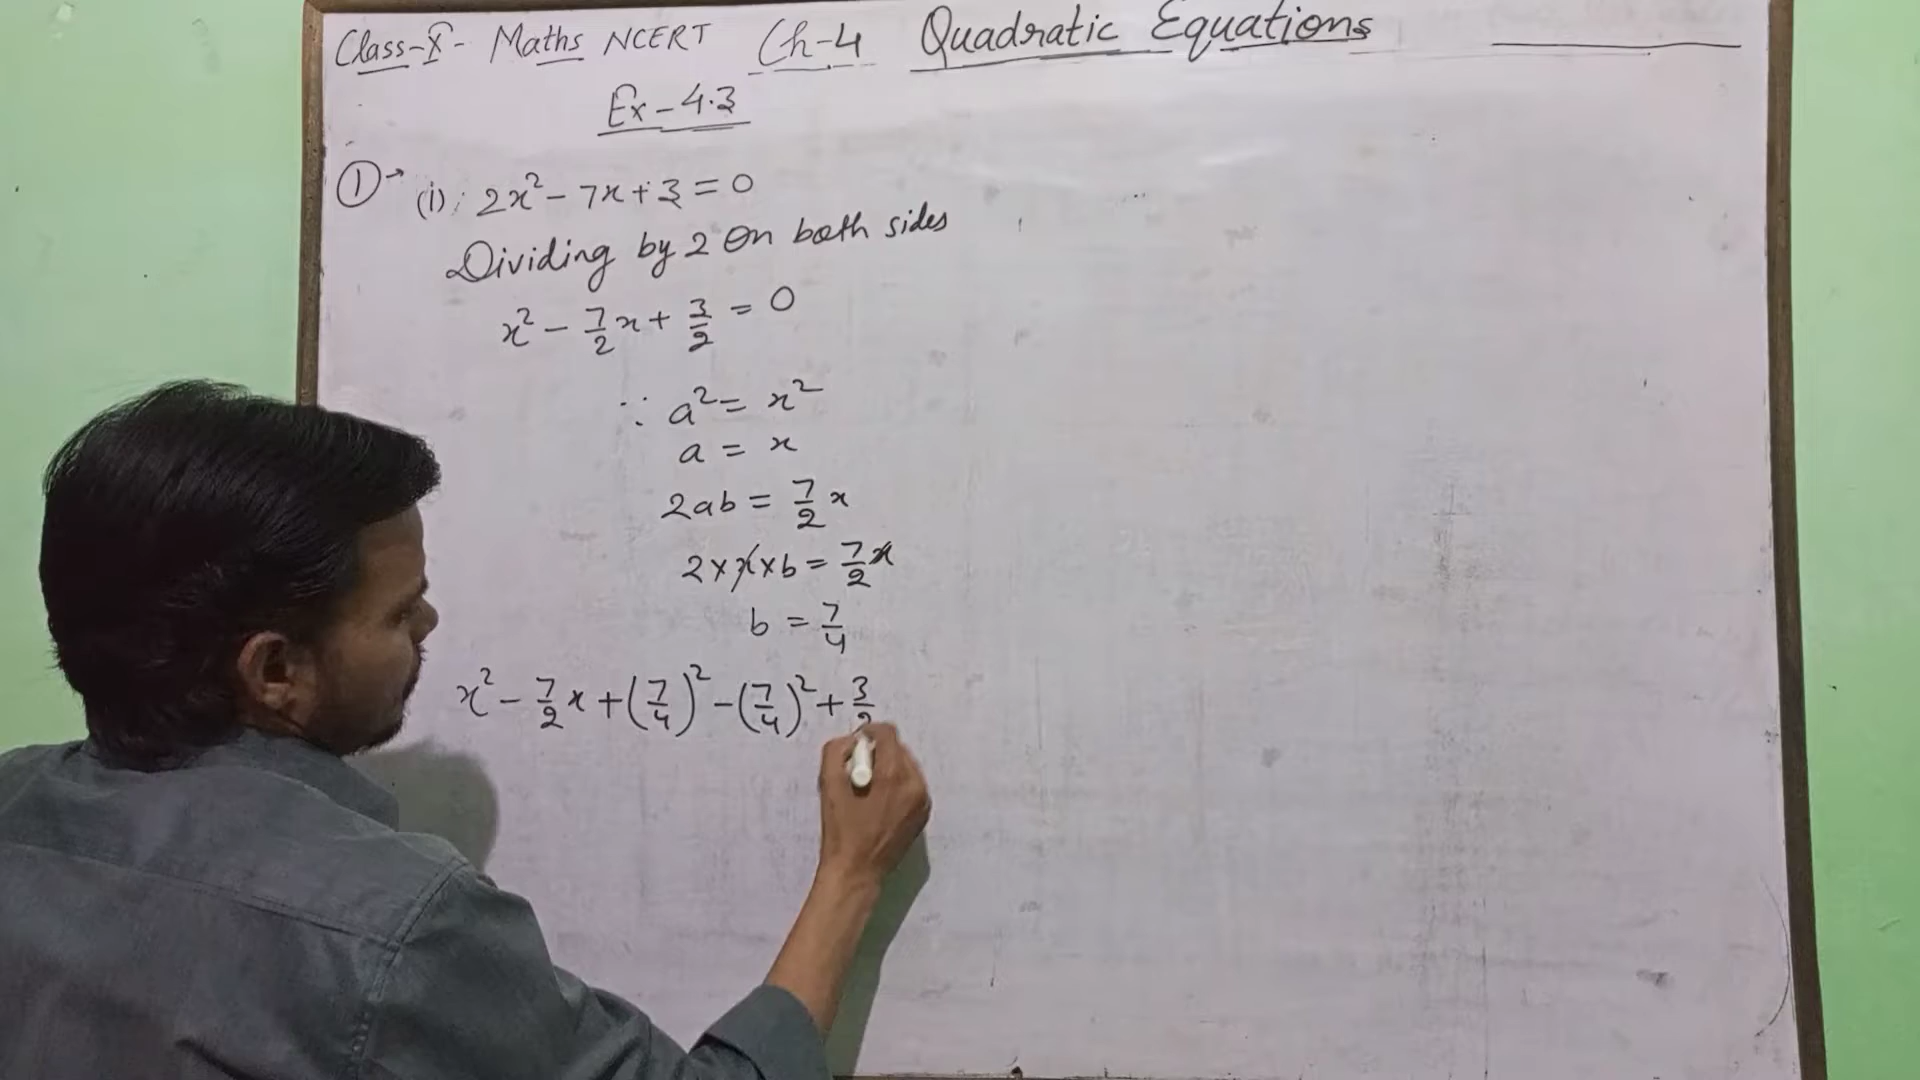 Class-X- Maths NCERT Ch-4 Quadratic Equations
Ex-4.3
①→ (i), 2x² - 7x + 3 = 0
Dividing by 2 On both sides
x² - 7/2 x + 3/2 = 0
∵ a² = x²
a = x
2ab = 7/2 x
2 × x × b = 7/2 x
b = 7/4
x² - 7/2 x + (7/4)² - (7/4)² + 3/2